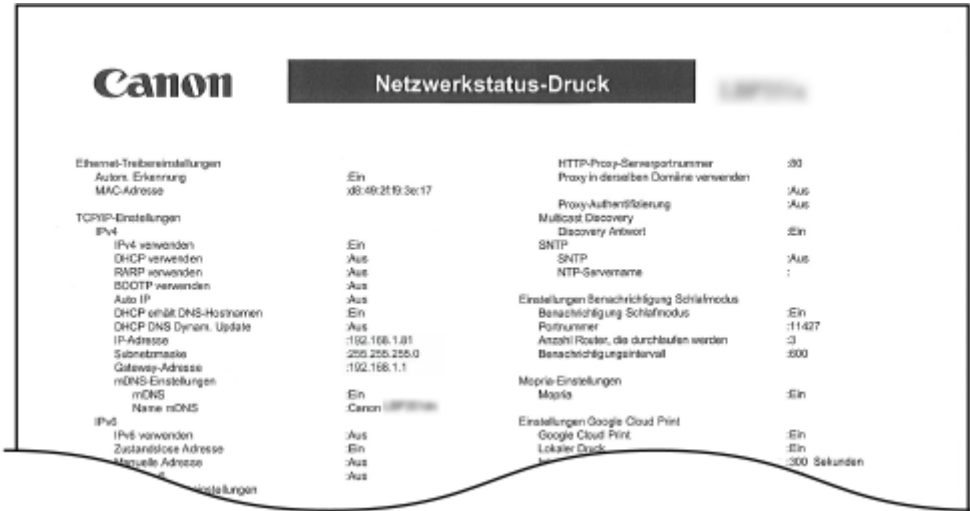 Canon
Netzwerkstatus-Druck
Ethernet-Treibereinstellungen
Autom. Erkennung :Ein
MAC-Adresse :d8:49:2f:f9:3e:17
TCP/IP-Einstellungen
IPv4
IPv4 verwenden :Ein
DHCP verwenden :Aus
RARP verwenden :Aus
BOOTP verwenden :Aus
Auto IP :Aus
DHCP erhält DNS-Hostnamen :Ein
DHCP DNS Dynam. Update :Aus
IP-Adresse :192.168.1.81
Subnetzmaske :255.255.255.0
Gateway-Adresse :192.168.1.1
mDNS-Einstellungen
mDNS :Ein
Name mDNS :Canon
IPv6
IPv6 verwenden :Aus
Zustandslose Adresse :Ein
Manuelle Adresse :Aus
:Aus
einstellungen
HTTP-Proxy-Serverportnummer :80
Proxy in derselben Domäne verwenden
:Aus
Proxy-Authentifizierung :Aus
Multicast Discovery
Discovery Antwort :Ein
SNTP
SNTP :Aus
NTP-Servername :
Einstellungen Benachrichtigung Schlafmodus
Benachrichtigung Schlafmodus :Ein
Portnummer :11427
Anzahl Router, die durchlaufen werden :3
Benachrichtigungsintervall :600
Mopria-Einstellungen
Mopria :Ein
Einstellungen Google Cloud Print
Google Cloud Print :Ein
Lokaler Druck :Ein
:300 Sekunden